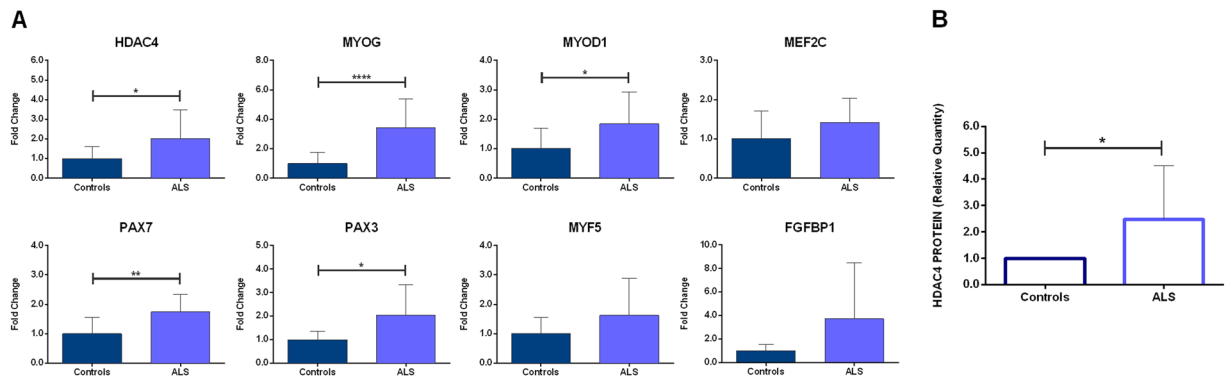 A
HDAC4
Fold Change
6.0
5.0
4.0
3.0
2.0
1.0
0.0
*
Controls
ALS
MYOG
Fold Change
8.0
6.0
4.0
2.0
0.0
****
Controls
ALS
MYOD1
Fold Change
4.0
3.0
2.0
1.0
0.0
*
Controls
ALS
MEF2C
Fold Change
3.0
2.0
1.0
0.0
Controls
ALS
PAX7
Fold Change
4.0
3.0
2.0
1.0
0.0
**
Controls
ALS
PAX3
Fold Change
5.0
4.0
3.0
2.0
1.0
0.0
*
Controls
ALS
MYF5
Fold Change
4.0
3.0
2.0
1.0
0.0
Controls
ALS
FGFBP1
Fold Change
10.0
8.0
6.0
4.0
2.0
0.0
Controls
ALS
B
HDAC4 PROTEIN (Relative Quantity)
6.0
5.0
4.0
3.0
2.0
1.0
0.0
*
Controls
ALS